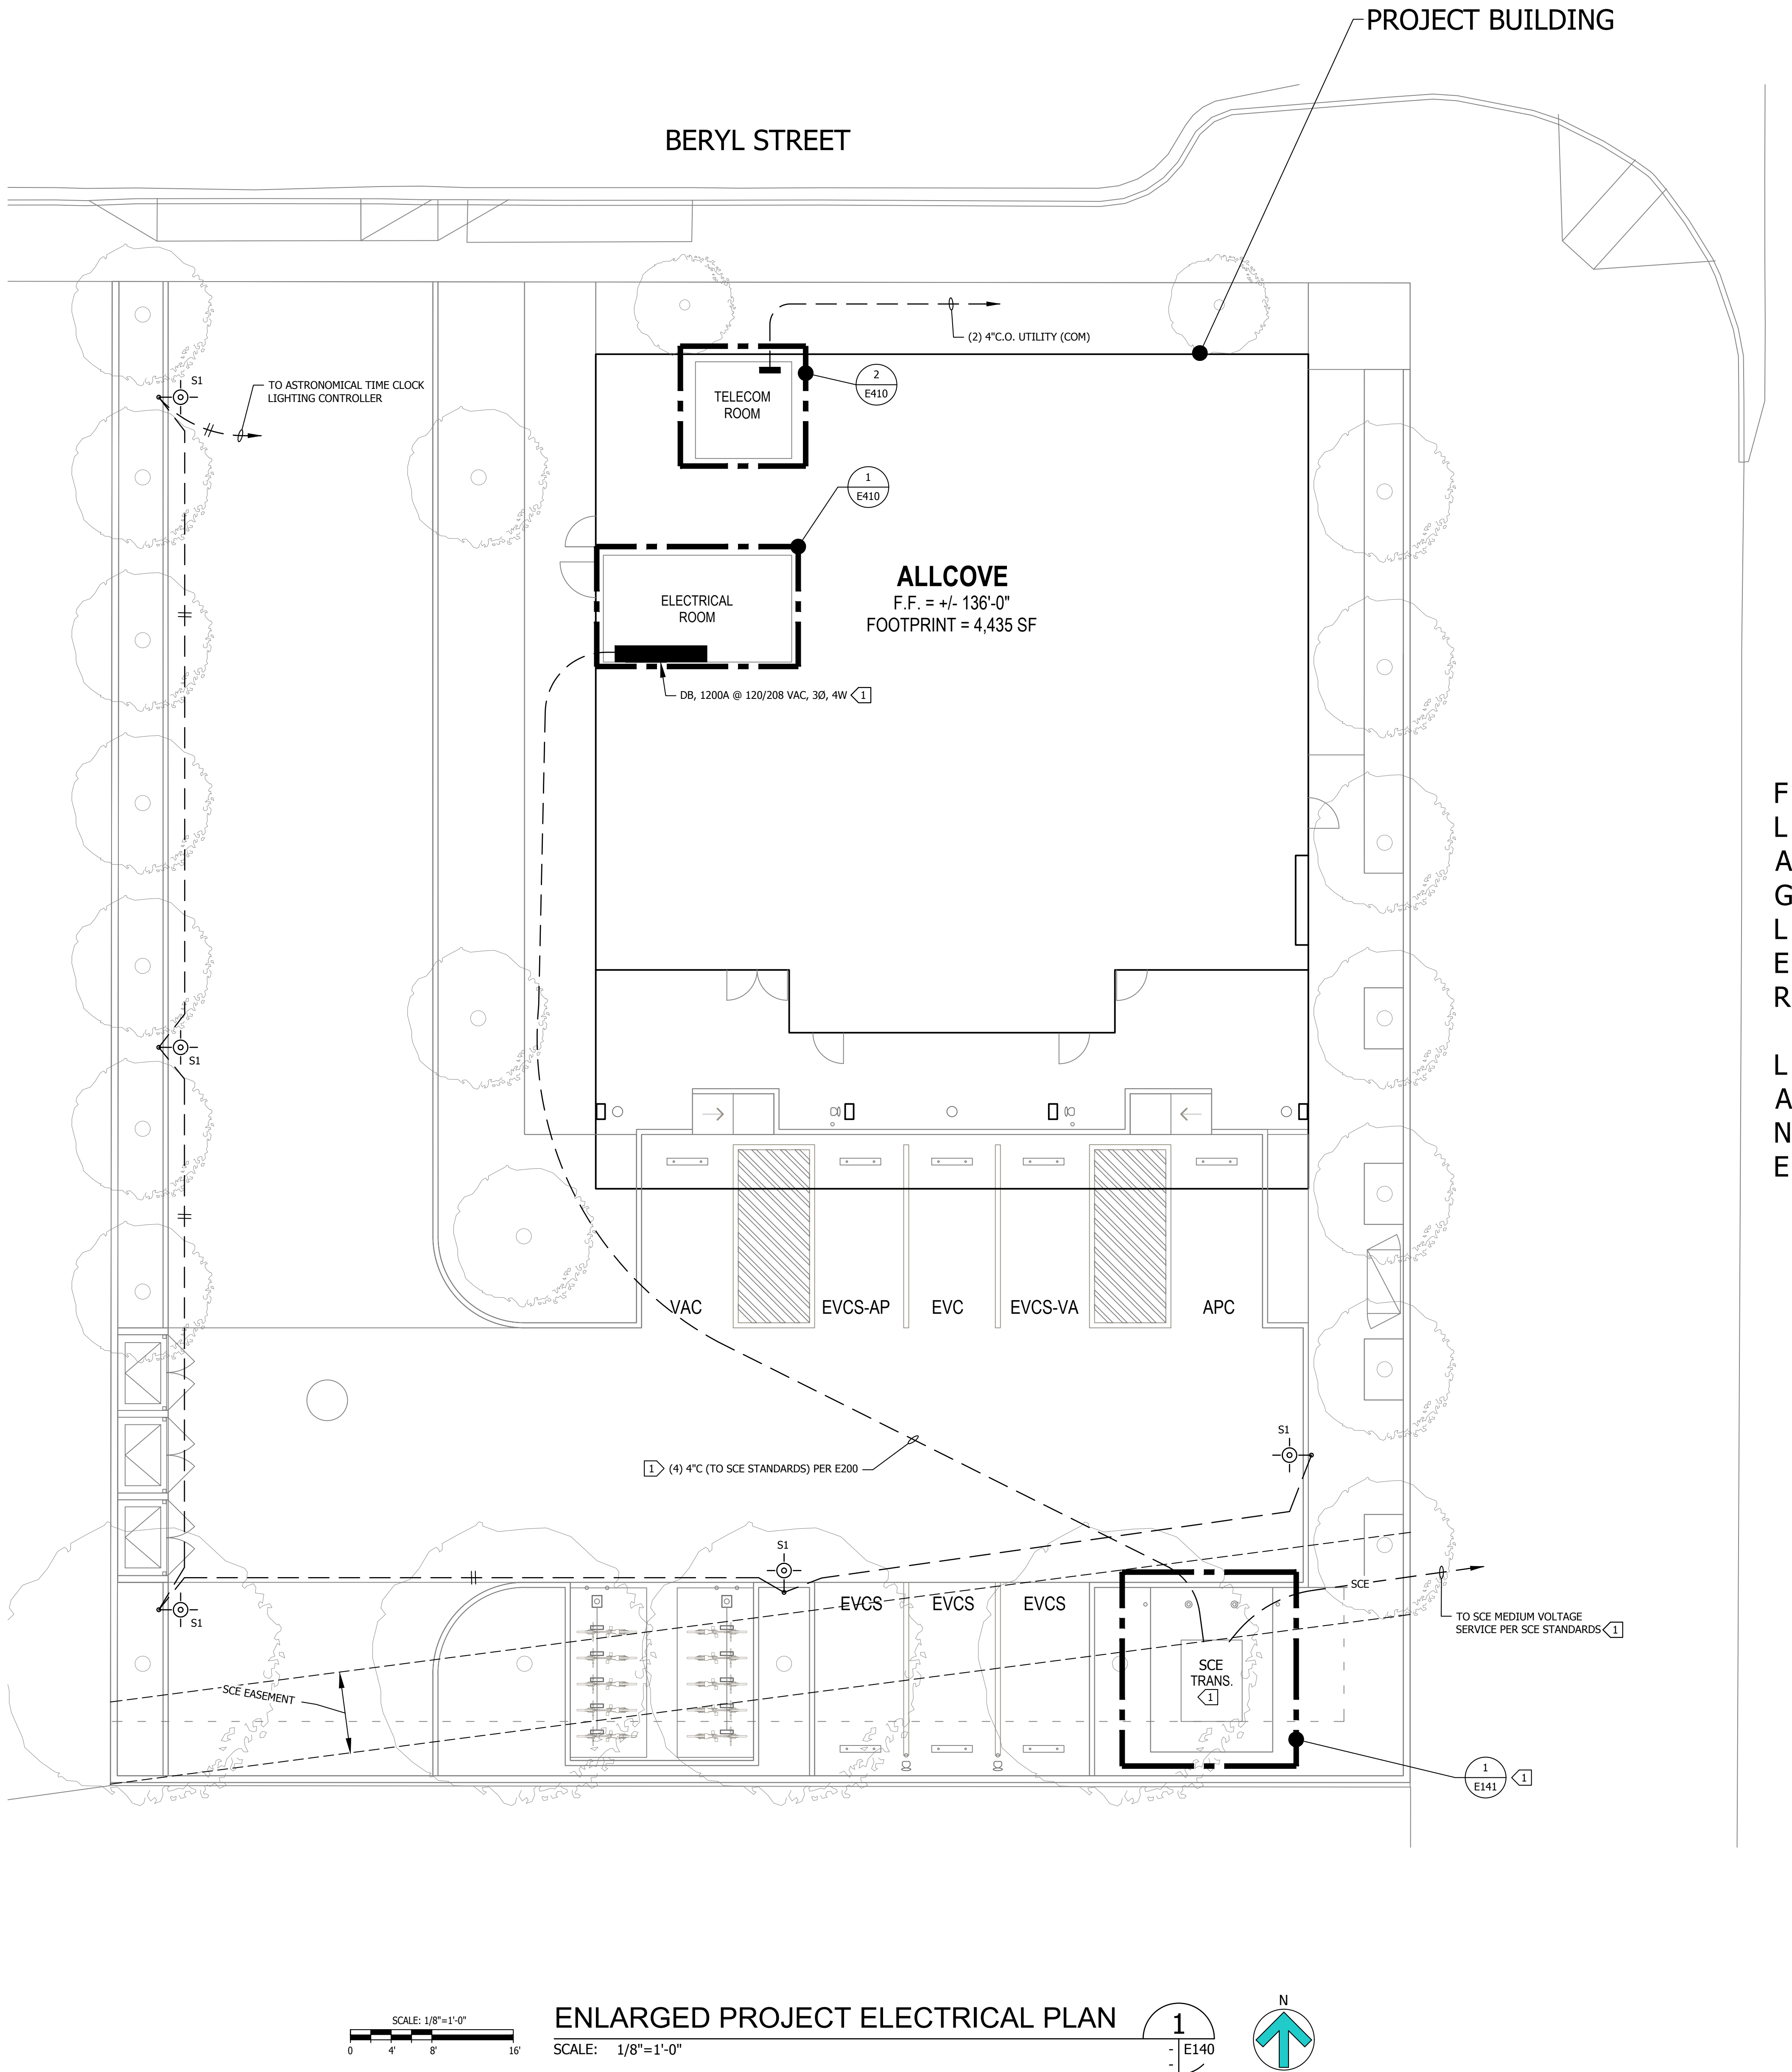 PROJECT BUILDING
BERYL STREET
(2) 4"C.O. UTILITY (COM)
S1
TO ASTRONOMICAL TIME CLOCK
LIGHTING CONTROLLER
2
E410
TELECOM
ROOM
1
E410
ALLCOVE
F.F. = +/- 136'-0"
FOOTPRINT = 4,435 SF
ELECTRICAL
ROOM
DB, 1200A @ 120/208 VAC, 3Ø, 4W 1
FLAGLER LANE
S1
VAC
EVCS-AP
EVC
EVCS-VA
APC
S1
1 (4) 4"C (TO SCE STANDARDS) PER E200
S1
SCE
S1
EVCS
EVCS
EVCS
TO SCE MEDIUM VOLTAGE
SERVICE PER SCE STANDARDS 1
SCE
TRANS.
1
SCE EASEMENT
1
E141
1
SCALE: 1/8"=1'-0"
0 4' 8' 16'
ENLARGED PROJECT ELECTRICAL PLAN
SCALE: 1/8"=1'-0"
1
- E140
-
N